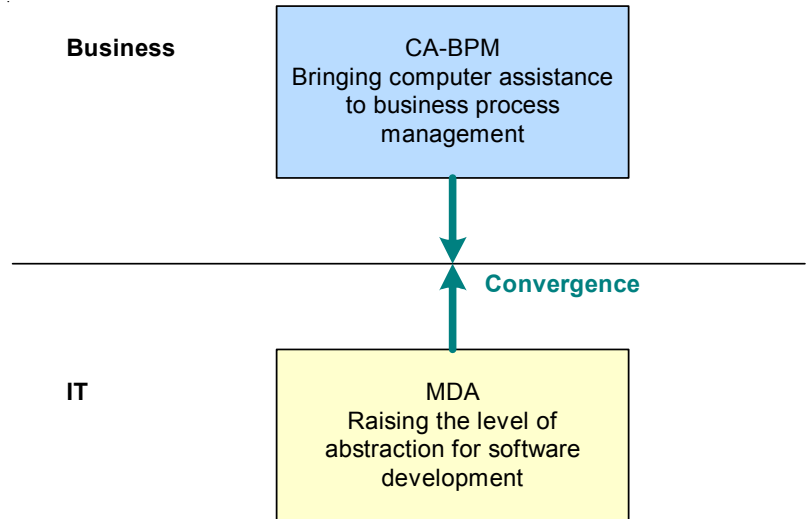 Business
CA-BPM
Bringing computer assistance
to business process
management
Convergence
IT
MDA
Raising the level of
abstraction for software
development